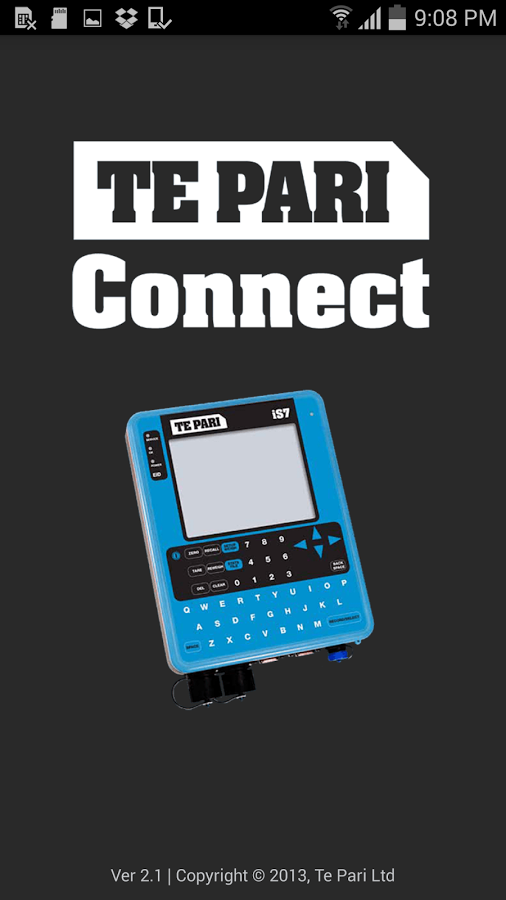 9:08 PM
TE PARI
Connect
TE PARI
iS7
POWER
EID
ZERO RECALL 7 8 9
TARE REWEIGH 4 5 6
DEL CLEAR 0 1 2 3
BACK SPACE
Q W E R T Y U I O P
A S D F G H J K L
Z X C V B N M
Ver 2.1 | Copyright © 2013, Te Pari Ltd